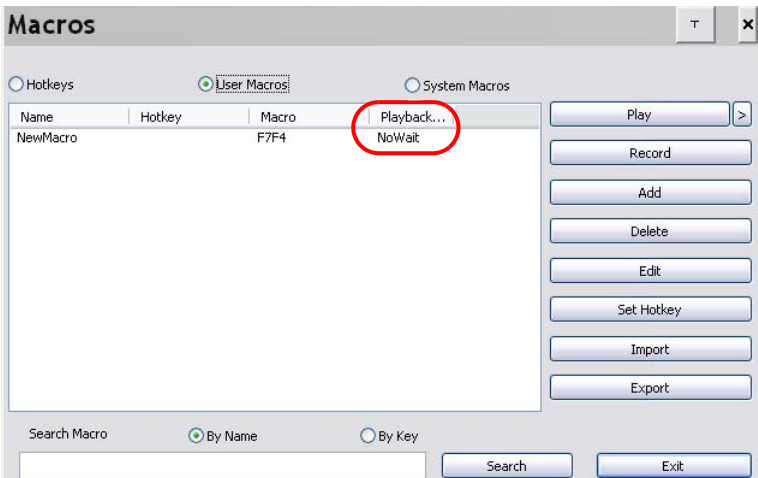 Macros
T
×
Hotkeys
User Macros
System Macros
Name Hotkey Macro Playback...
NewMacro F7F4 NoWait
Play >
Record
Add
Delete
Edit
Set Hotkey
Import
Export
Search Macro
By Name
By Key
Search
Exit